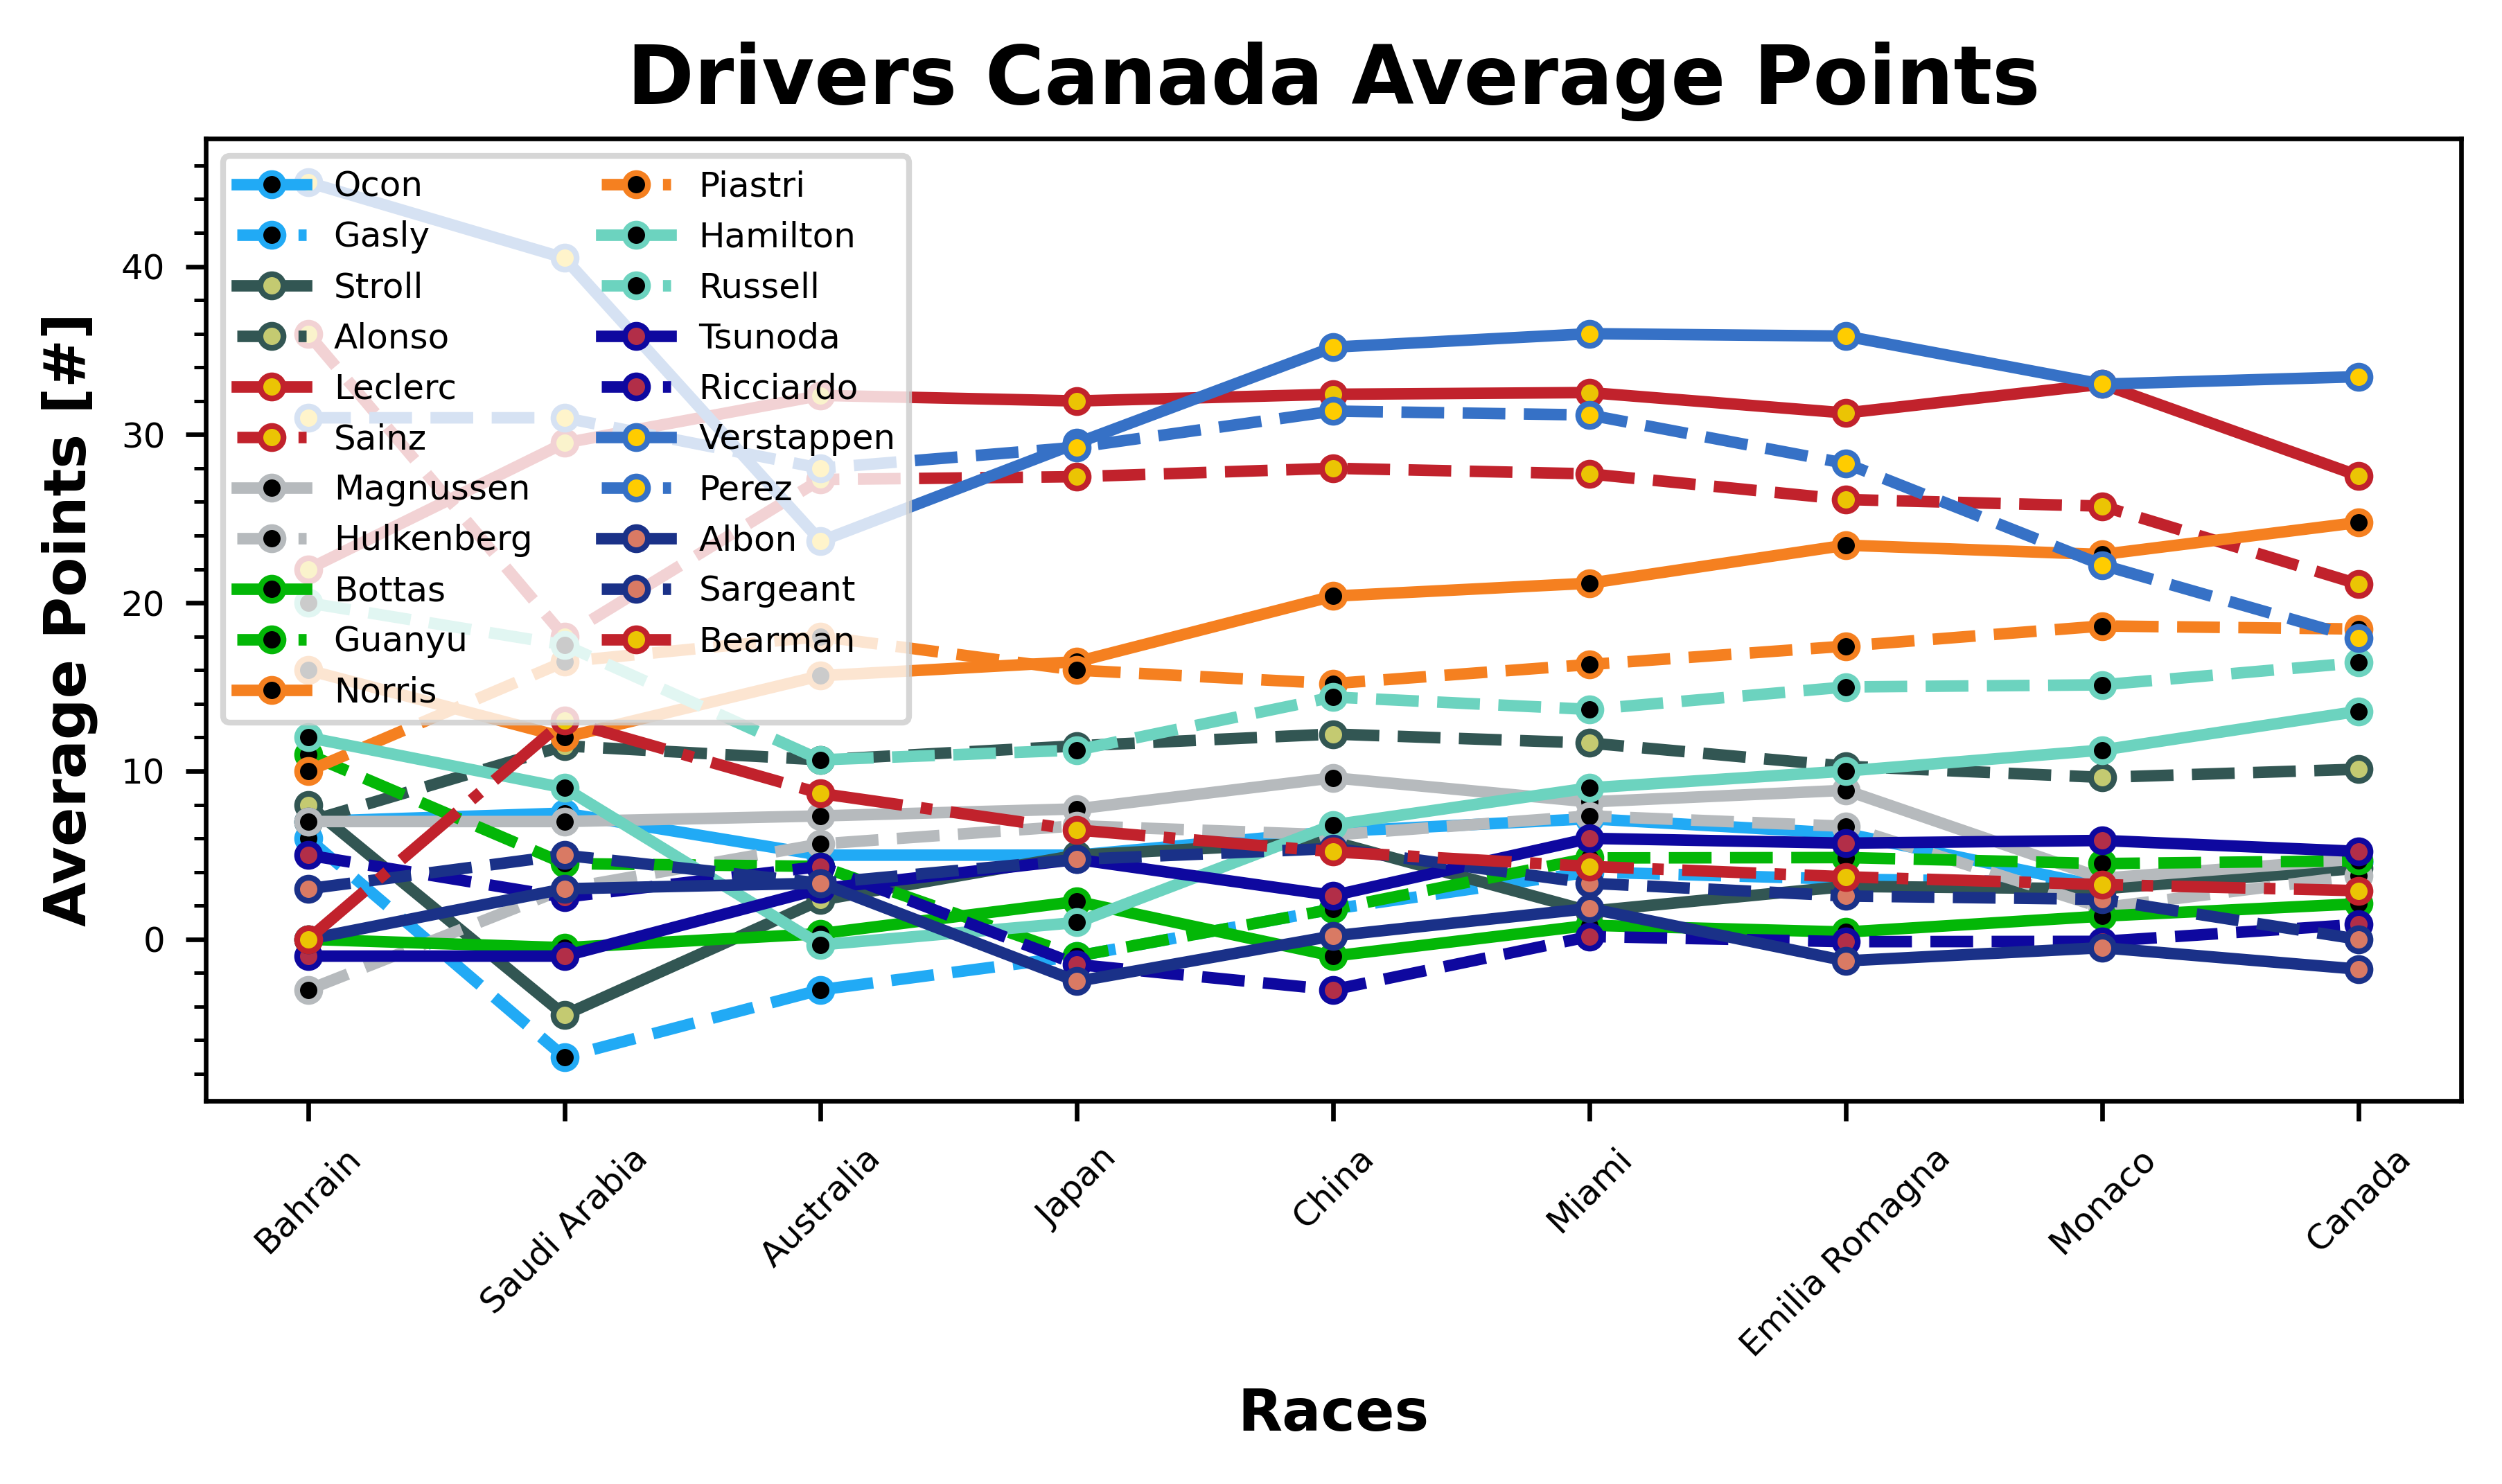 Drivers Canada Average Points
Average Points [#]
40
30
20
10
0
Ocon
Gasly
Stroll
Alonso
Leclerc
Sainz
Magnussen
Hulkenberg
Bottas
Guanyu
Norris
Piastri
Hamilton
Russell
Tsunoda
Ricciardo
Verstappen
Perez
Albon
Sargeant
Bearman
Bahrain
Saudi Arabia
Australia
Japan
China
Miami
Emilia Romagna
Monaco
Canada
Races